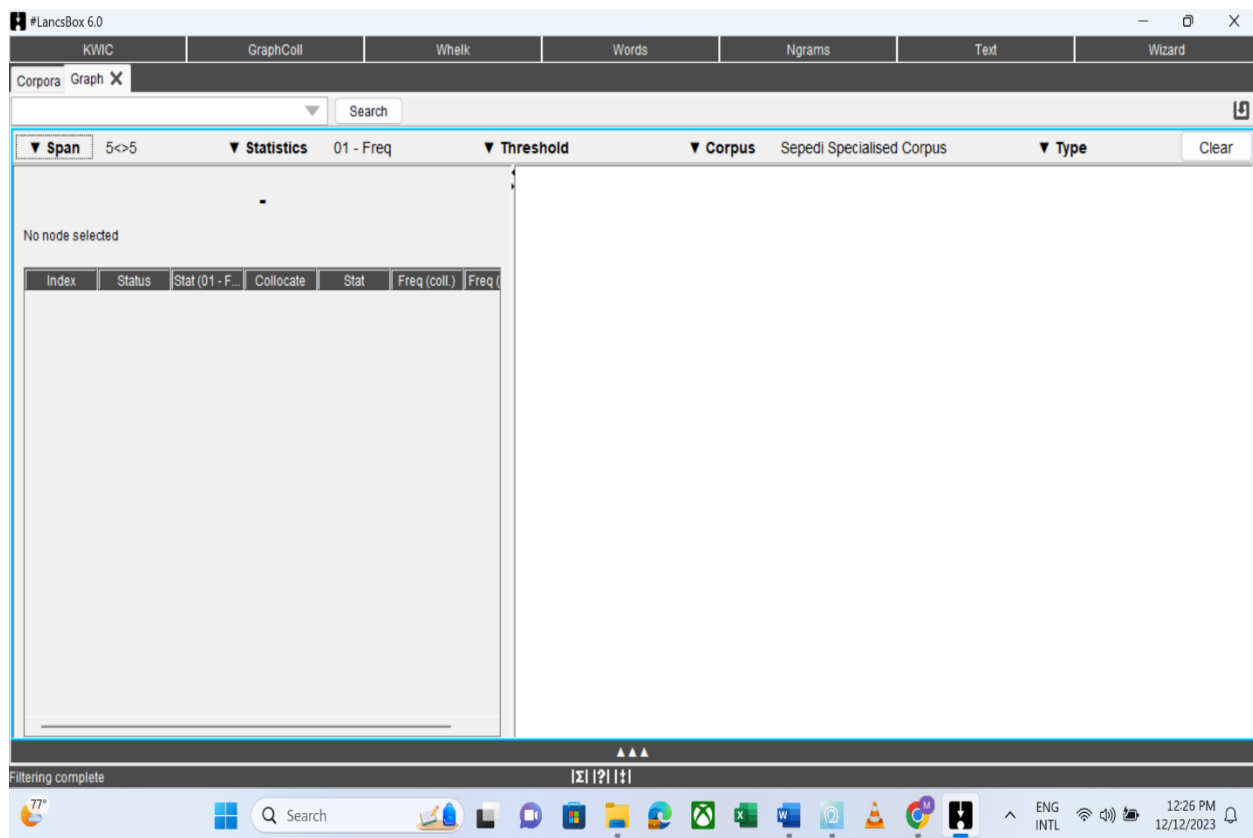 #LancsBox 6.0
KWIC GraphColl Whelk Words Ngrams Text Wizard
Corpora Graph
Search
▼ Span 5<>5 ▼ Statistics 01 - Freq ▼ Threshold ▼ Corpus Sepedi Specialised Corpus ▼ Type Clear
-
No node selected
Index Status Stat (01 - F... Collocate Stat Freq (coll.) Freq (
▲▲▲
Filtering complete |Σ| |?| |‡|
77° Search ENG 12:26 PM
INTL 12/12/2023